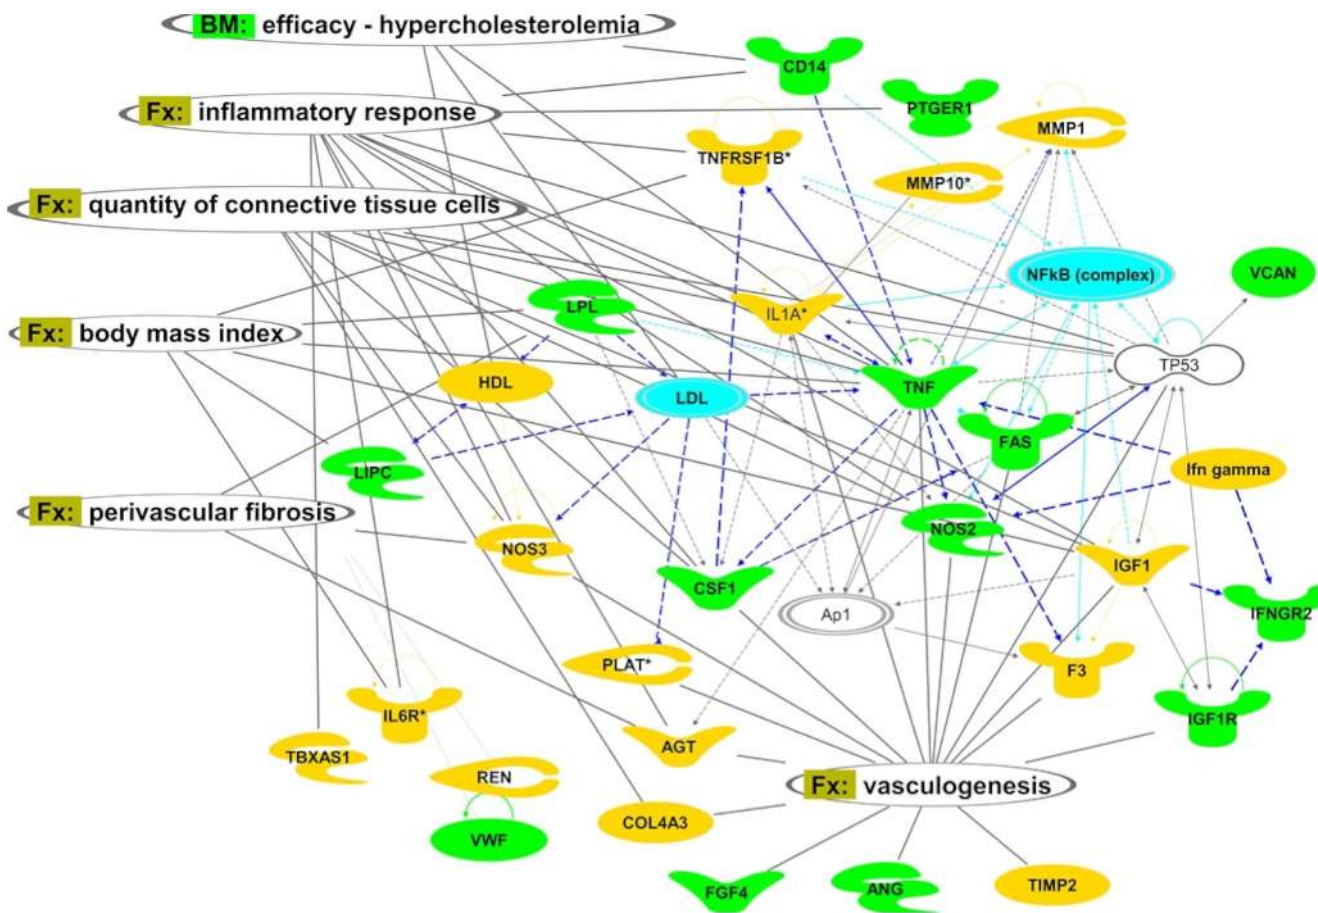 BM: efficacy - hypercholesterolemia
CD14
Fx: inflammatory response
PTGER1
MMP1
TNFRSF1B*
MMP10*
Fx: quantity of connective tissue cells
NFkB (complex)
VCAN
LPL
IL1A*
Fx: body mass index
TP53
HDL
LDL
TNF
FAS
LIPC
Ifn gamma
Fx: perivascular fibrosis
NOS2
NOS3
IGF1
CSF1
Ap1
IFNGR2
PLAT*
F3
IL6R*
IGF1R
AGT
TBXAS1
REN
Fx: vasculogenesis
COL4A3
VWF
FGF4
ANG
TIMP2